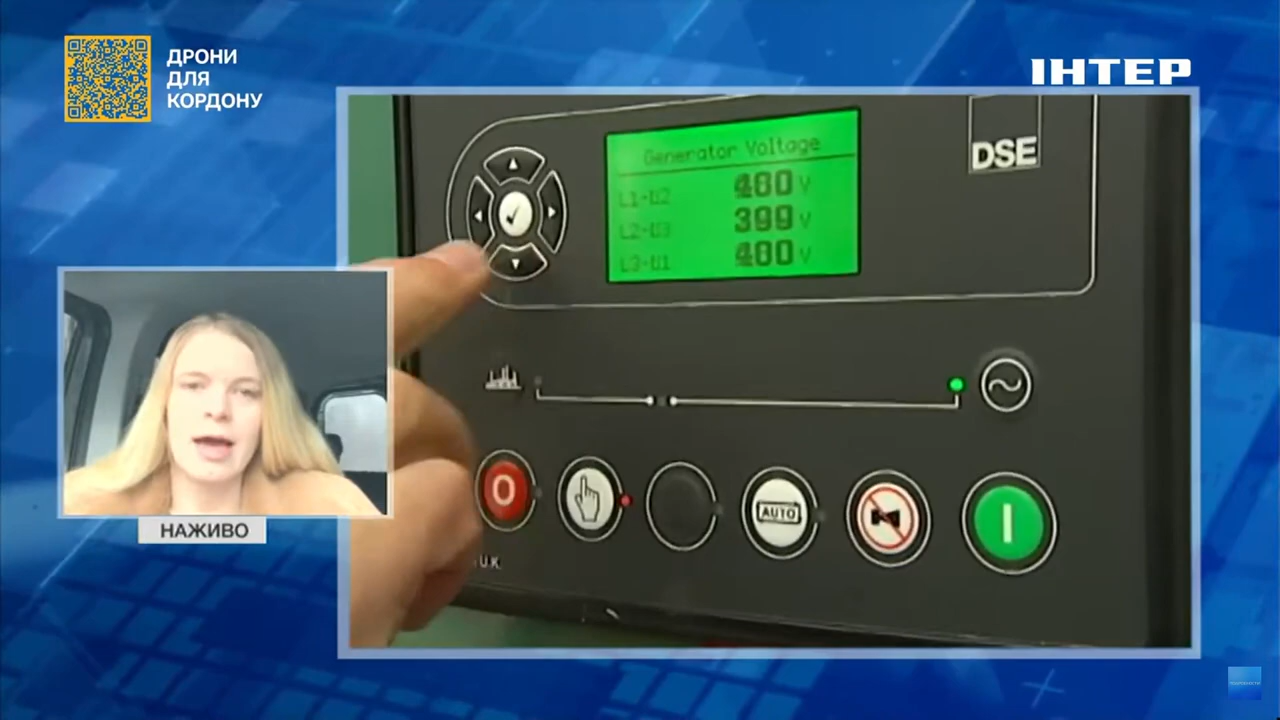 ДРОНИ
ДЛЯ
КОРДОНУ
ІНТЕР
DSE
Generator Voltage
L1-L2 400 V
L2-L3 399 V
L3-L1 400 V
AUTO
U.K.
НАЖИВО